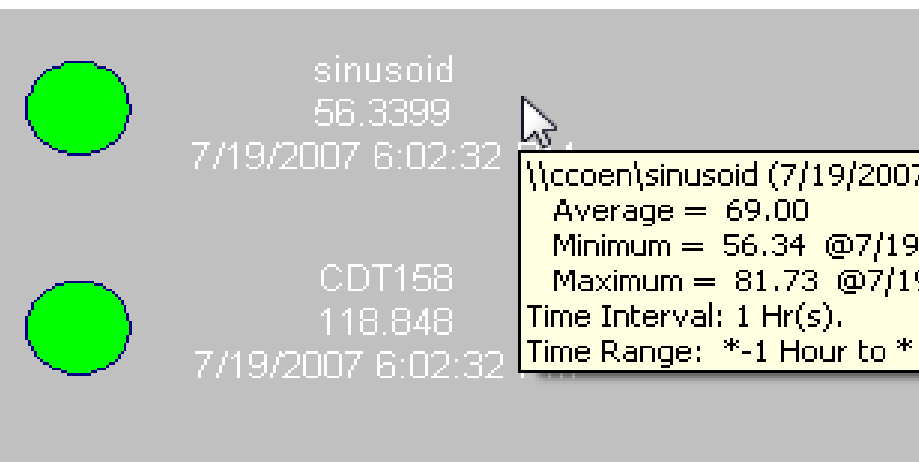 sinusoid
56.3399
7/19/2007 6:02:32
\\ccoen\sinusoid (7/19/2007
Average = 69.00
Minimum = 56.34 @7/19
Maximum = 81.73 @7/19
Time Interval: 1 Hr(s).
Time Range: *-1 Hour to *
CDT158
118.848
7/19/2007 6:02:32